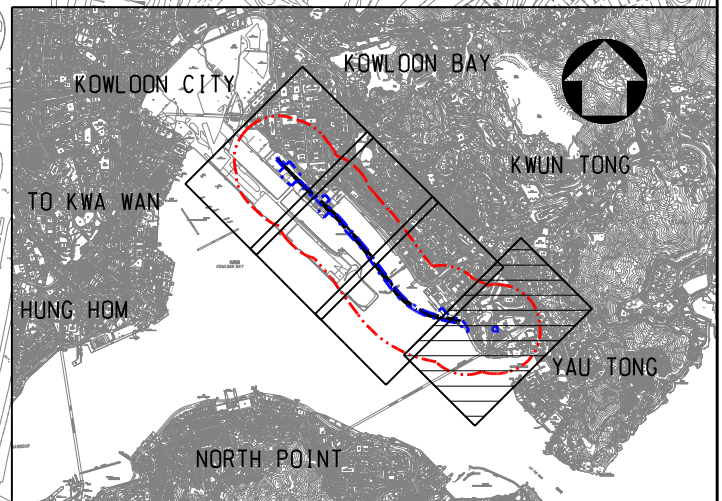 KOWLOON CITY
KOWLOON BAY
KWUN TONG
TO KWA WAN
HUNG HOM
YAU TONG
NORTH POINT